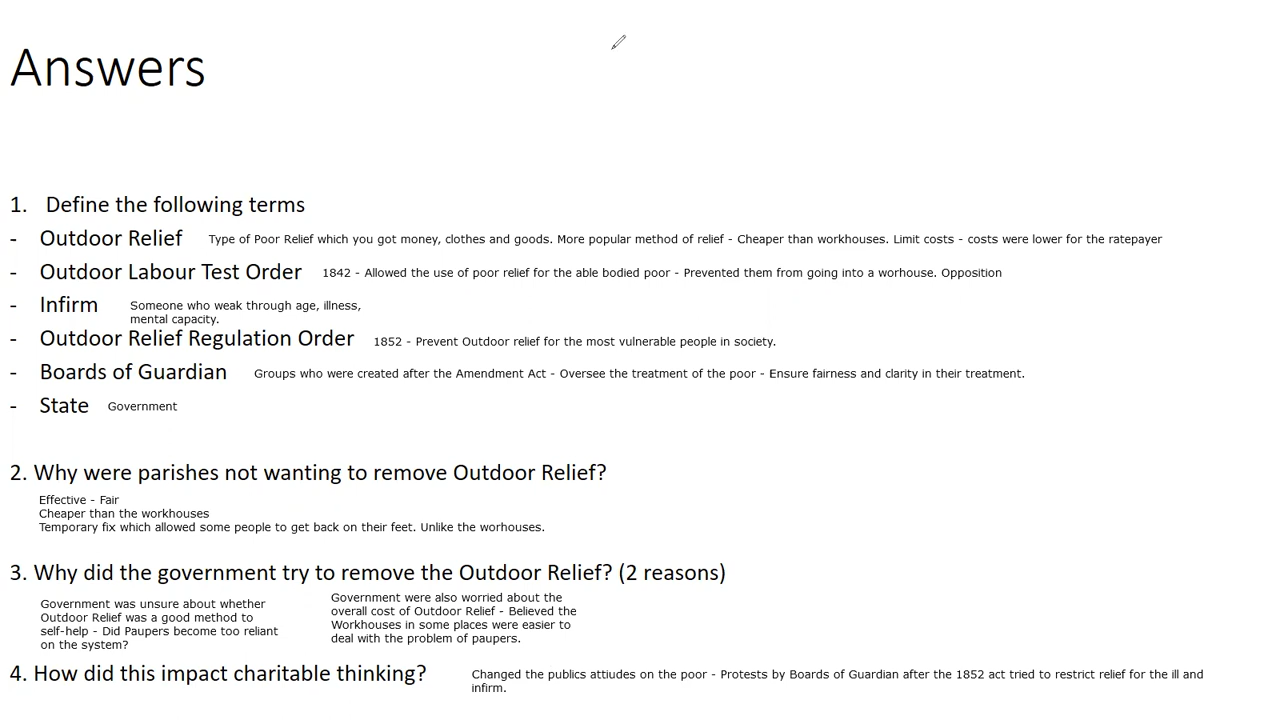 Answers
1. Define the following terms
- Outdoor Relief Type of Poor Relief which you got money, clothes and goods. More popular method of relief - Cheaper than workhouses. Limit costs - costs were lower for the ratepayer
- Outdoor Labour Test Order 1842 - Allowed the use of poor relief for the able bodied poor - Prevented them from going into a worhouse. Opposition
- Infirm Someone who weak through age, illness,
mental capacity.
- Outdoor Relief Regulation Order 1852 - Prevent Outdoor relief for the most vulnerable people in society.
- Boards of Guardian Groups who were created after the Amendment Act - Oversee the treatment of the poor - Ensure fairness and clarity in their treatment.
- State Government
2. Why were parishes not wanting to remove Outdoor Relief?
Effective - Fair
Cheaper than the workhouses
Temporary fix which allowed some people to get back on their feet. Unlike the worhouses.
3. Why did the government try to remove the Outdoor Relief? (2 reasons)
Government was unsure about whether
Outdoor Relief was a good method to
self-help - Did Paupers become too reliant
on the system?
Government were also worried about the
overall cost of Outdoor Relief - Believed the
Workhouses in some places were easier to
deal with the problem of paupers.
4. How did this impact charitable thinking? Changed the publics attiudes on the poor - Protests by Boards of Guardian after the 1852 act tried to restrict relief for the ill and
infirm.